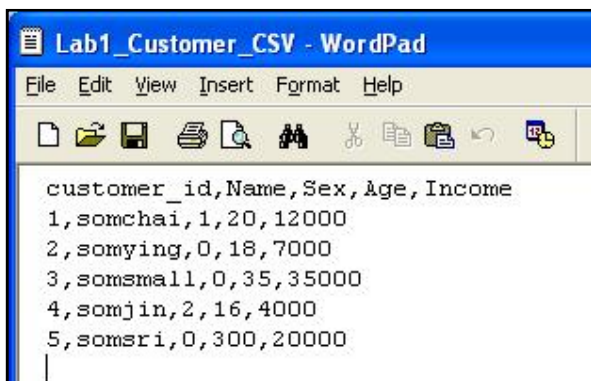 Lab1_Customer_CSV - WordPad
File Edit View Insert Format Help
customer_id,Name,Sex,Age,Income
1,somchai,1,20,12000
2,somying,0,18,7000
3,somsmall,0,35,35000
4,somjin,2,16,4000
5,somsri,0,300,20000